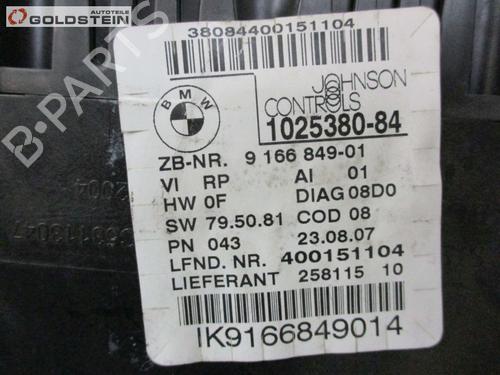 Autoteile
GOLDSTEIN
B-PARTS
38084400151104
BMW
JOHNSON
CONTROLS
1025380-84
ZB-NR. 9 166 849-01
VI RP AI 01
HW 0F DIAG 08D0
SW 79.50.81 COD 08
PN 043 23.08.07
LFND. NR. 400151104
LIEFERANT 258115 10
IK9166849014